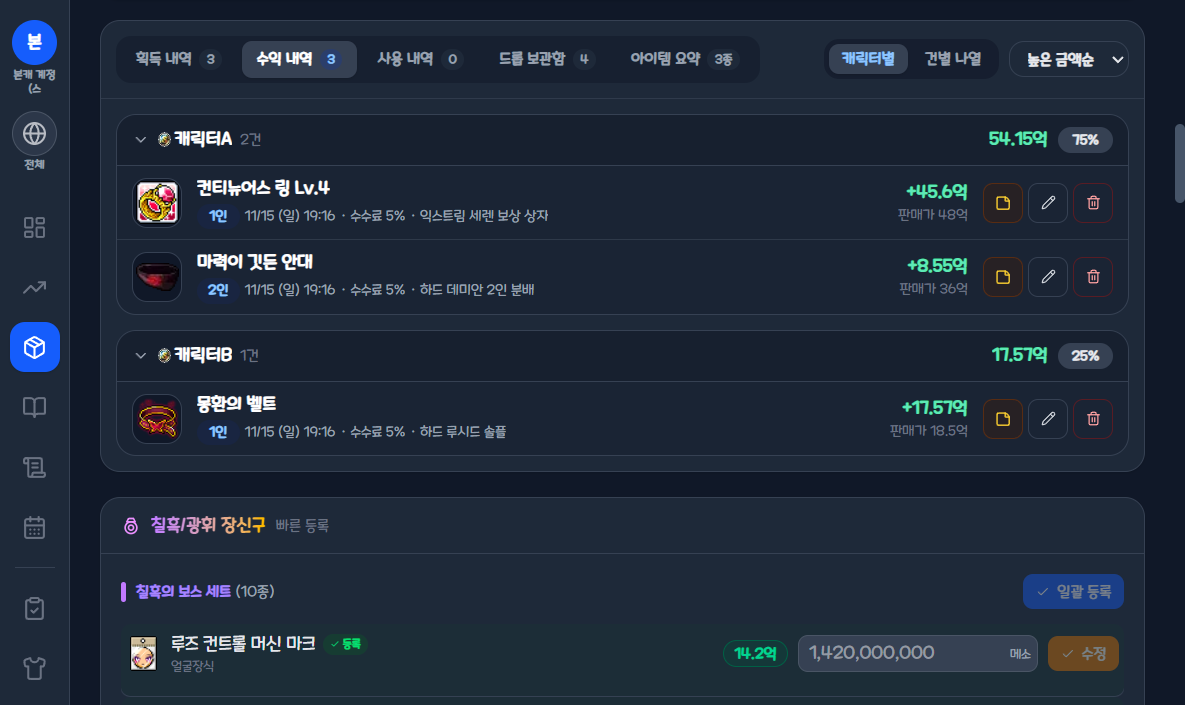 본
본캐 계정
(스
전체
획득 내역 3 수익 내역 3 사용 내역 0 드롭 보관함 4 아이템 요약 3종 캐릭터별 건별 나열 높은 금액순
캐릭터A 2건 54.15억 75%
컨티뉴어스 링 Lv.4 +45.6억
1인 11/15 (일) 19:16 · 수수료 5% · 익스트림 세렌 보상 상자 판매가 48억
마력이 깃든 안대 +8.55억
2인 11/15 (일) 19:16 · 수수료 5% · 하드 데미안 2인 분배 판매가 36억
캐릭터B 1건 17.57억 25%
몽환의 벨트 +17.57억
1인 11/15 (일) 19:16 · 수수료 5% · 하드 루시드 솔플 판매가 18.5억
칠흑/광휘 장신구 빠른 등록
칠흑의 보스 세트 (10종) 일괄 등록
루즈 컨트롤 머신 마크 등록 14.2억 1,420,000,000 메소 수정
얼굴장식